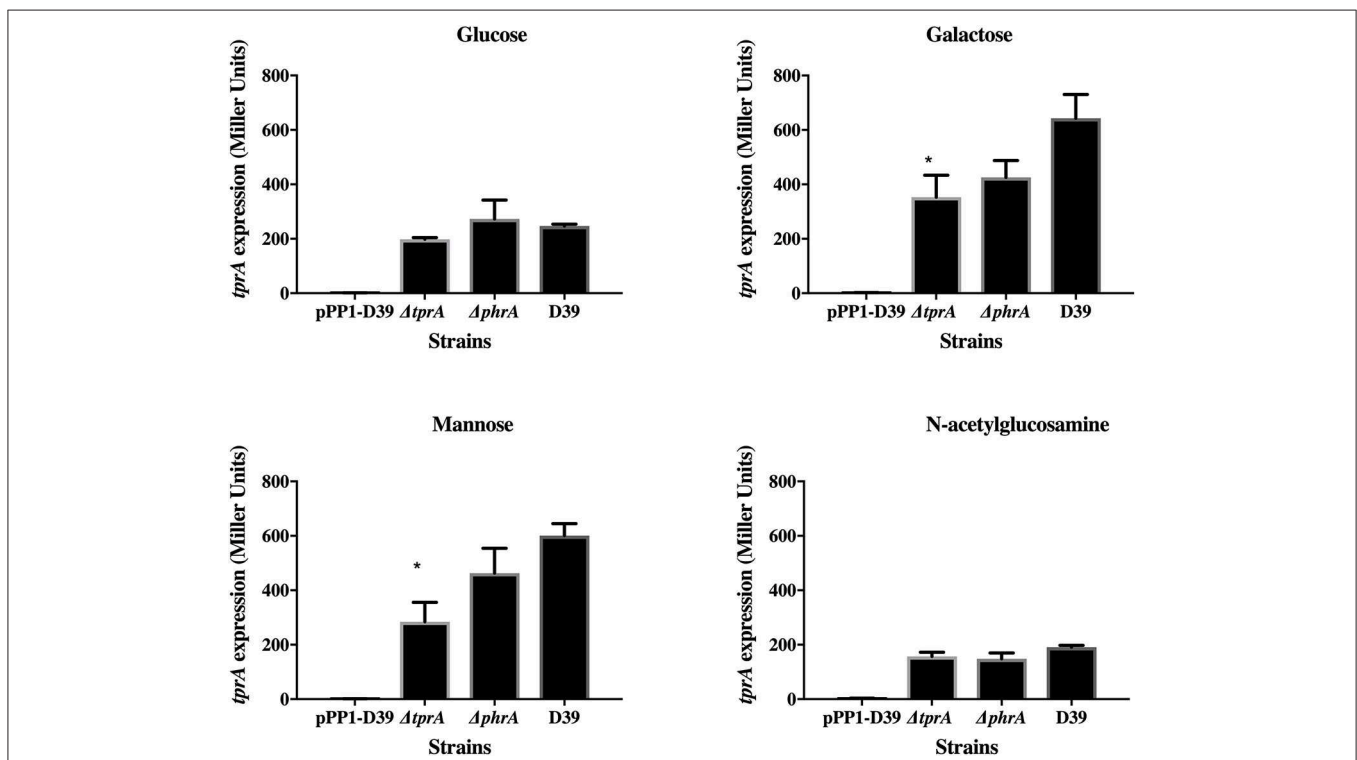 Glucose
tprA expression (Miller Units)
800
600
400
200
0
pPP1-D39 ΔtprA ΔphrA D39
Strains
Galactose
tprA expression (Miller Units)
800
600
400
200
0
*
pPP1-D39 ΔtprA ΔphrA D39
Strains
Mannose
tprA expression (Miller Units)
800
600
400
200
0
*
pPP1-D39 ΔtprA ΔphrA D39
Strains
N-acetylglucosamine
tprA expression (Miller Units)
800
600
400
200
0
pPP1-D39 ΔtprA ΔphrA D39
Strains